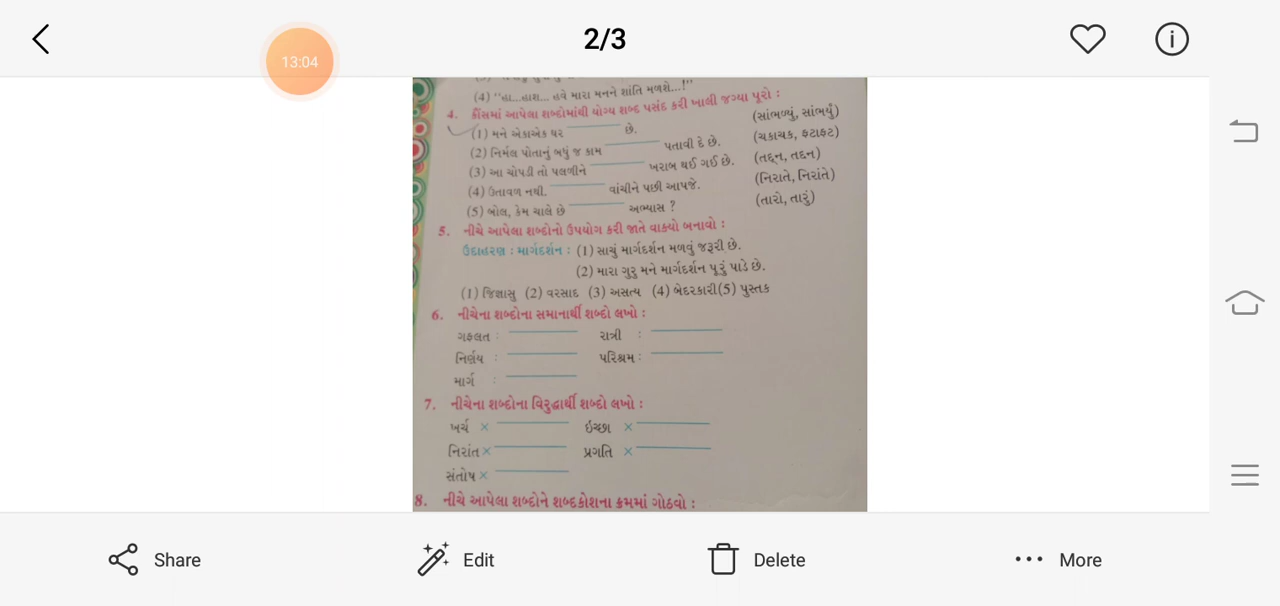 2/3
13:04
(4) "હા...હાશ... હવે મારા મનને શાંતિ મળશે...!"
4. કૌંસમાં આપેલા શબ્દોમાંથી યોગ્ય શબ્દ પસંદ કરી ખાલી જગ્યા પૂરો :
(1) મને એકાએક ઘર ______ છે. (સાંભળ્યું, સાંભર્યું)
(2) નિર્મલ પોતાનું બધું જ કામ ______ પતાવી દે છે. (ચકાચક, ફટાફટ)
(3) આ ચોપડી તો પલળીને ______ ખરાબ થઈ ગઈ છે. (તદ્દન, તદન)
(4) ઉતાવળ નથી. ______ વાંચીને પછી આપજે. (નિરાતે, નિરાંતે)
(5) બોલ, કેમ ચાલે છે ______ અભ્યાસ ? (તારો, તારું)
5. નીચે આપેલા શબ્દોનો ઉપયોગ કરી જાતે વાક્યો બનાવો :
ઉદાહરણ : માર્ગદર્શન : (1) સાચું માર્ગદર્શન મળવું જરૂરી છે.
(2) મારા ગુરુ મને માર્ગદર્શન પૂરું પાડે છે.
(1) જિજ્ઞાસુ (2) વરસાદ (3) અસત્ય (4) બેદરકારી(5) પુસ્તક
6. નીચેના શબ્દોના સમાનાર્થી શબ્દો લખો :
ગફલત : ______ રાત્રી : ______
નિર્ણય : ______ પરિશ્રમ : ______
માર્ગ : ______
7. નીચેના શબ્દોના વિરુદ્ધાર્થી શબ્દો લખો :
ખર્ચ × ______ ઇચ્છા × ______
નિરાંત × ______ પ્રગતિ × ______
સંતોષ × ______
8. નીચે આપેલા શબ્દોને શબ્દકોશના ક્રમમાં ગોઠવો :
Share Edit Delete More